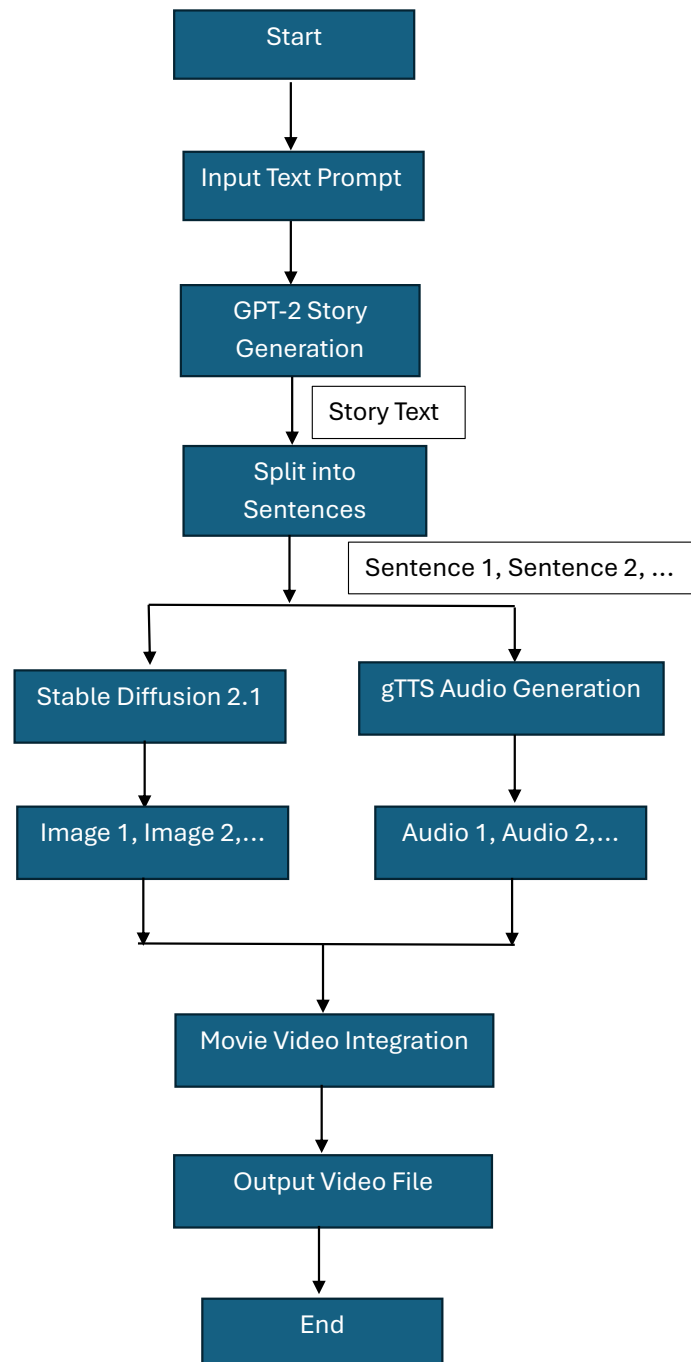 Start
Input Text Prompt
GPT-2 Story
Generation
Story Text
Split into
Sentences
Sentence 1, Sentence 2, ...
Stable Diffusion 2.1
gTTS Audio Generation
Image 1, Image 2,...
Audio 1, Audio 2,...
Movie Video Integration
Output Video File
End